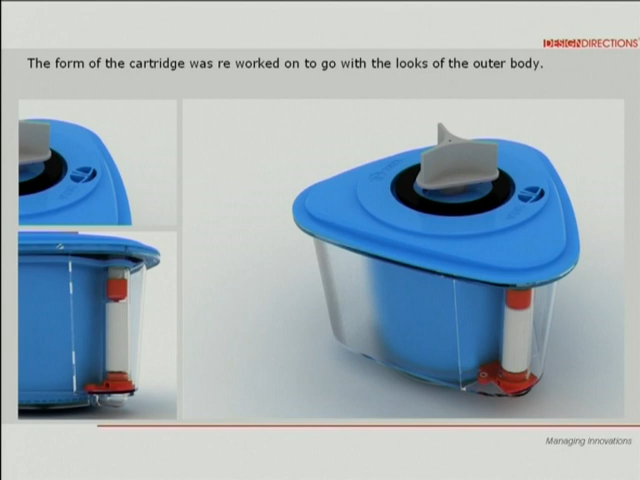 DESIGNDIRECTIONS
The form of the cartridge was re worked on to go with the looks of the outer body.
Managing Innovations